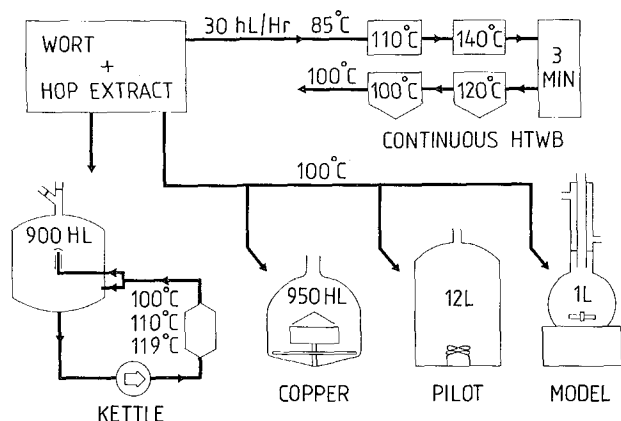 30 hL/Hr 85°C
WORT
+
HOP EXTRACT
110°C 140°C
3
MIN
100°C
100°C 120°C
CONTINUOUS HTWB
100°C
900 HL
100°C
110°C
119°C
KETTLE
950 HL
COPPER
12L
PILOT
1L
MODEL